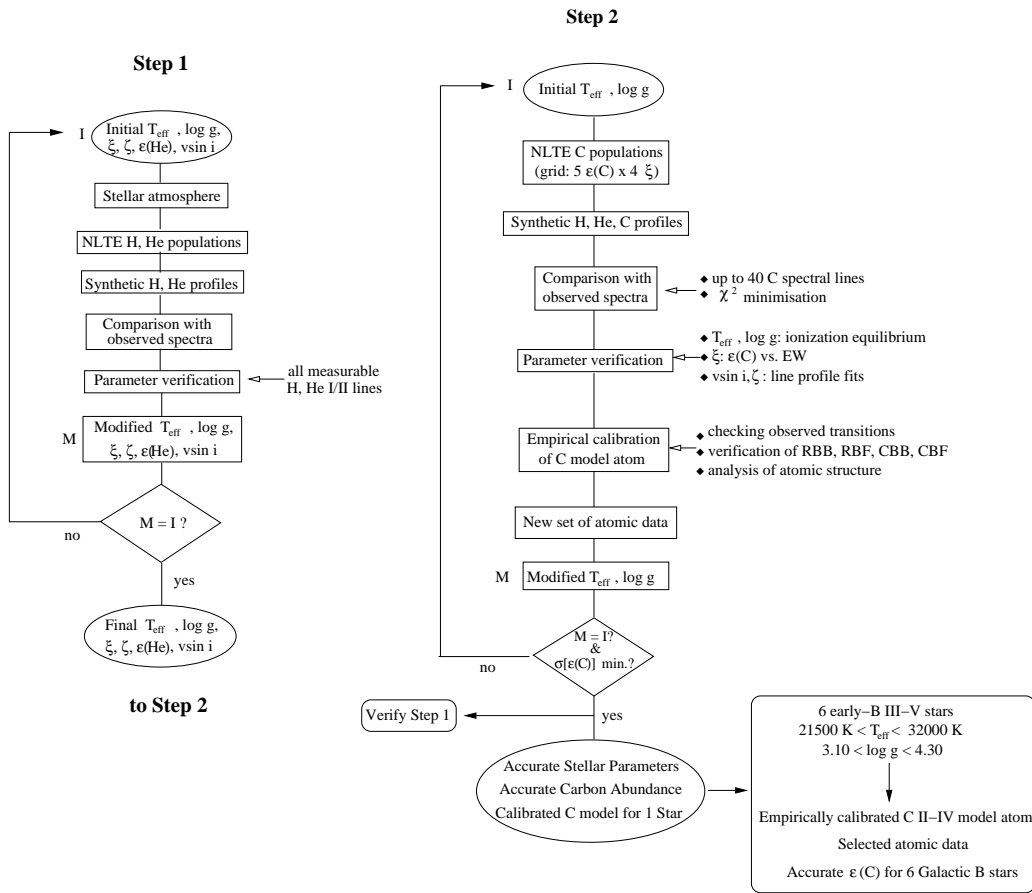 Step 1
I
Initial T_eff , log g,
ξ, ζ, ε(He), vsin i
Stellar atmosphere
NLTE H, He populations
Synthetic H, He profiles
Comparison with
observed spectra
Parameter verification
all measurable
H, He I/II lines
M
Modified T_eff , log g,
ξ, ζ, ε(He), vsin i
M = I ?
no
yes
Final T_eff , log g,
ξ, ζ, ε(He), vsin i
to Step 2
Step 2
I
Initial T_eff , log g
NLTE C populations
(grid: 5 ε(C) x 4 ξ)
Synthetic H, He, C profiles
Comparison with
observed spectra
◆ up to 40 C spectral lines
◆ χ² minimisation
Parameter verification
◆ T_eff , log g: ionization equilibrium
◆ ξ: ε(C) vs. EW
◆ vsin i, ζ : line profile fits
Empirical calibration
of C model atom
◆ checking observed transitions
◆ verification of RBB, RBF, CBB, CBF
◆ analysis of atomic structure
New set of atomic data
M
Modified T_eff , log g
M = I?
&
σ[ε(C)] min.?
no
yes
Verify Step 1
Accurate Stellar Parameters
Accurate Carbon Abundance
Calibrated C model for 1 Star
6 early–B III–V stars
21500 K < T_eff < 32000 K
3.10 < log g < 4.30
Empirically calibrated C II–IV model atom
Selected atomic data
Accurate ε(C) for 6 Galactic B stars